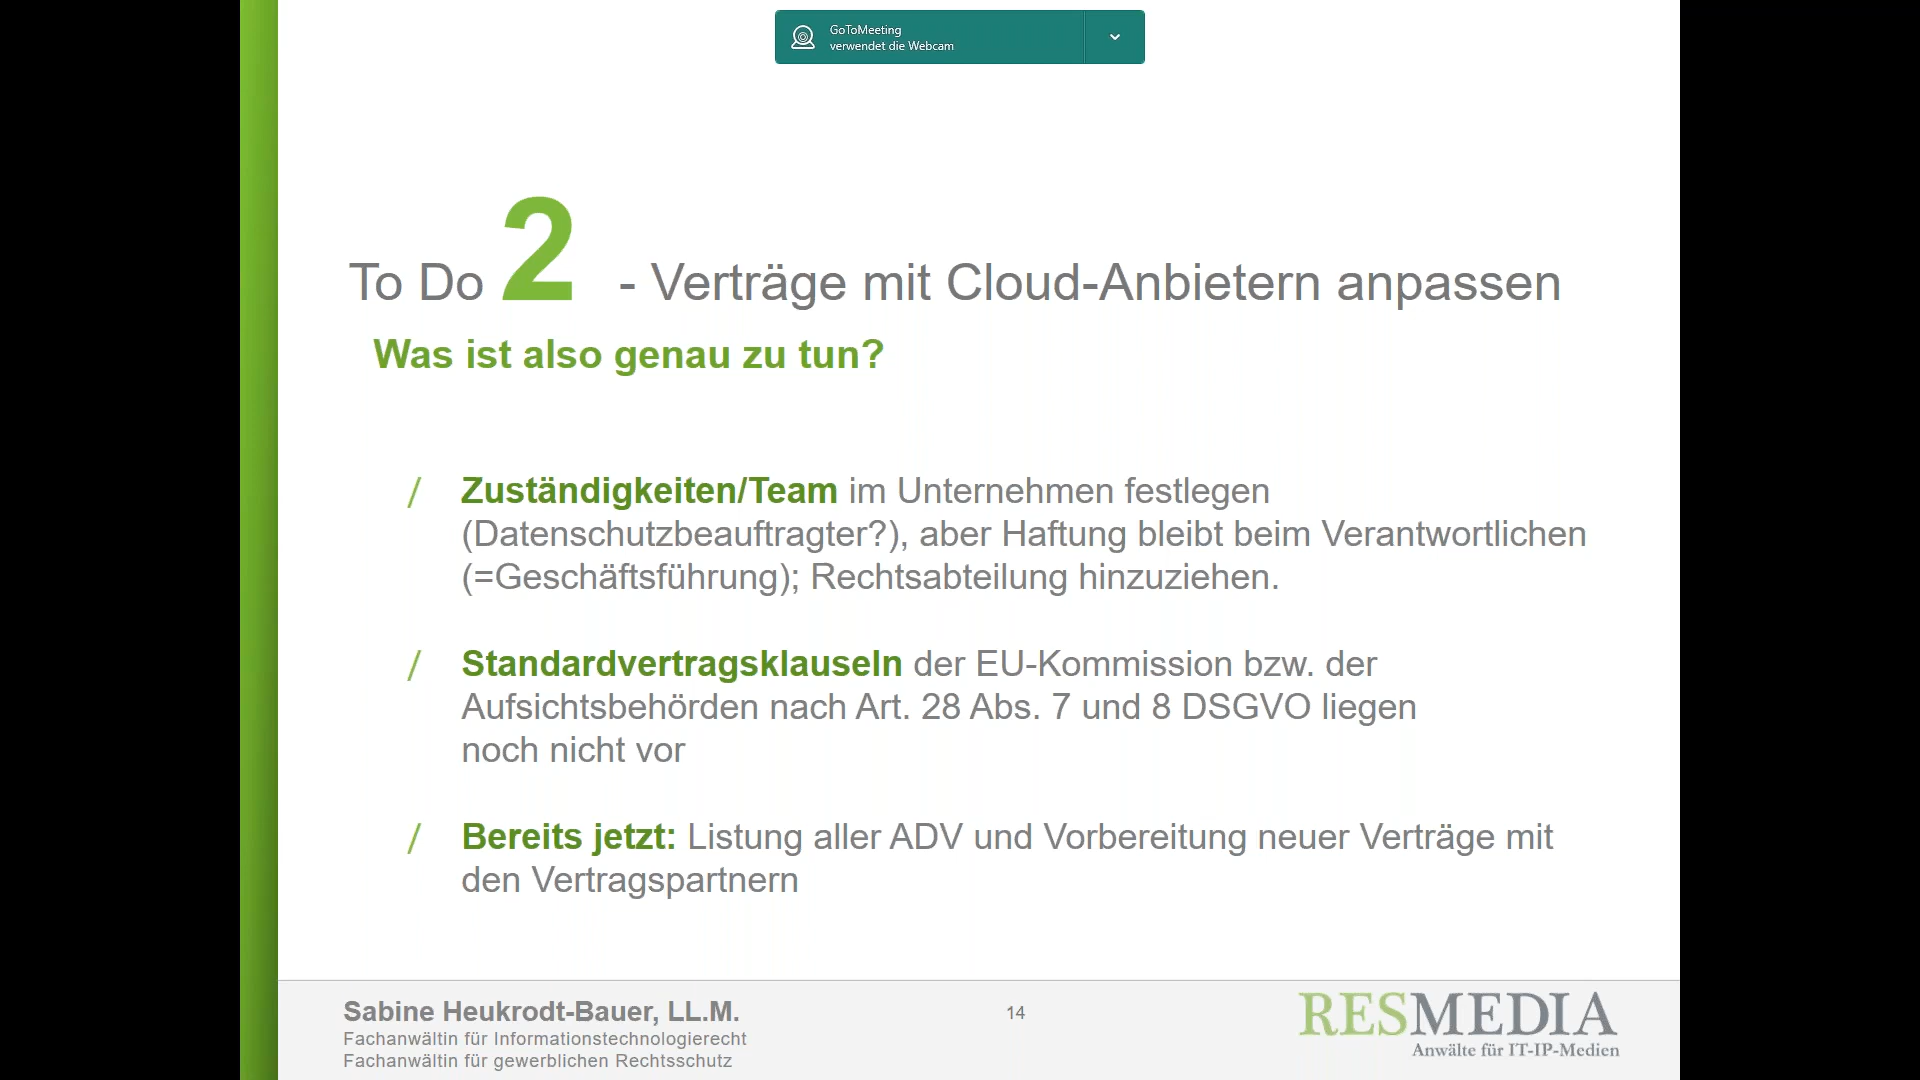 GoToMeeting
verwendet die Webcam
To Do 2 - Verträge mit Cloud-Anbietern anpassen
Was ist also genau zu tun?
/ Zuständigkeiten/Team im Unternehmen festlegen
(Datenschutzbeauftragter?), aber Haftung bleibt beim Verantwortlichen
(=Geschäftsführung); Rechtsabteilung hinzuziehen.
/ Standardvertragsklauseln der EU-Kommission bzw. der
Aufsichtsbehörden nach Art. 28 Abs. 7 und 8 DSGVO liegen
noch nicht vor
/ Bereits jetzt: Listung aller ADV und Vorbereitung neuer Verträge mit
den Vertragspartnern
Sabine Heukrodt-Bauer, LL.M.
Fachanwältin für Informationstechnologierecht
Fachanwältin für gewerblichen Rechtsschutz
14
RESMEDIA
Anwälte für IT-IP-Medien